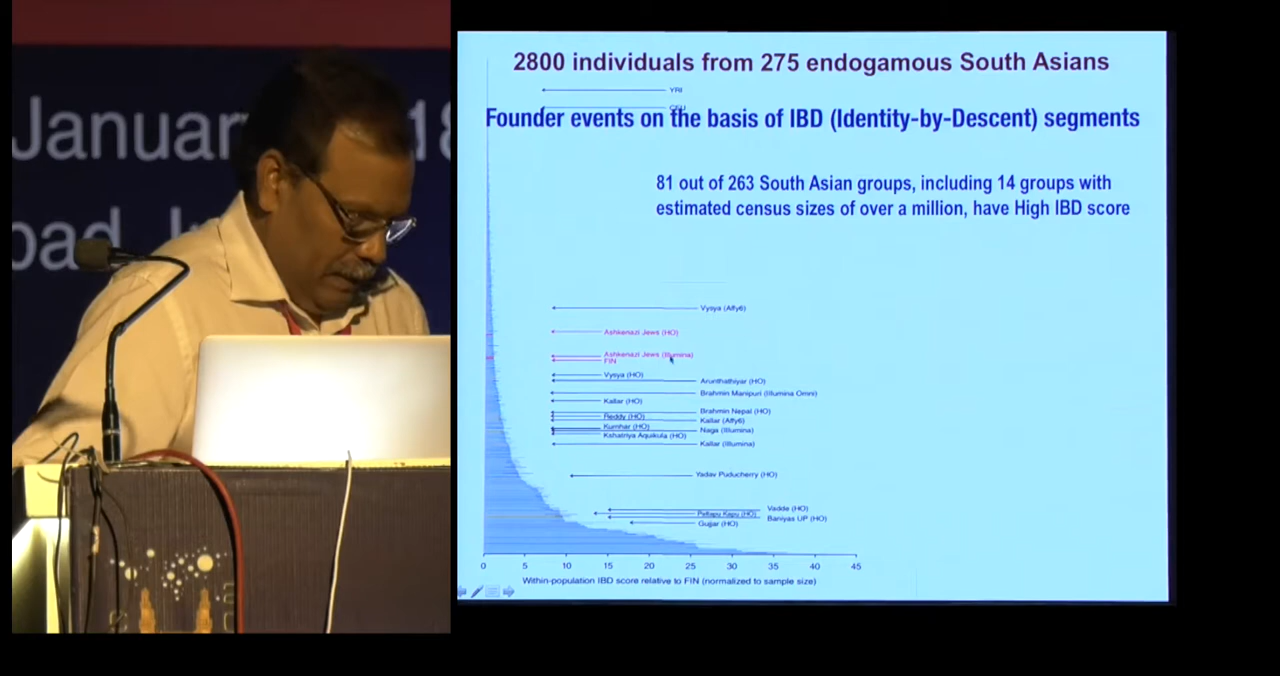 January 18
bad, I
2800 individuals from 275 endogamous South Asians
YRI
CEU
Founder events on the basis of IBD (Identity-by-Descent) segments
81 out of 263 South Asian groups, including 14 groups with
estimated census sizes of over a million, have High IBD score
Vysya (Affy6)
Ashkenazi Jews (HO)
Ashkenazi Jews (Illumina)
FIN
Vysya (HO)
Arunthathiyar (HO)
Brahmin Manipuri (Illumina Omni)
Kallar (HO)
Brahmin Nepal (HO)
Reddy (HO)
Kallar (Affy6)
Kumhar (HO)
Naga (Illumina)
Kshatriya Aquikula (HO)
Kallar (Illumina)
Yadav Puducherry (HO)
Vadde (HO)
Pattapu Kapu (HO)
Baniyas UP (HO)
Gujjar (HO)
0 5 10 15 20 25 30 35 40 45
Within-population IBD score relative to FIN (normalized to sample size)